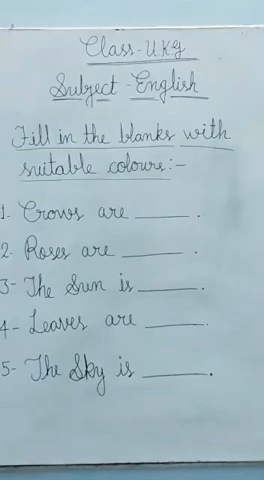 Class-U.K.G
Subject-English
Fill in the blanks with
suitable colours:-
1- Crows are ______ .
2- Roses are ______ .
3- The Sun is ______ .
4- Leaves are ______ .
5- The Sky is ______ .